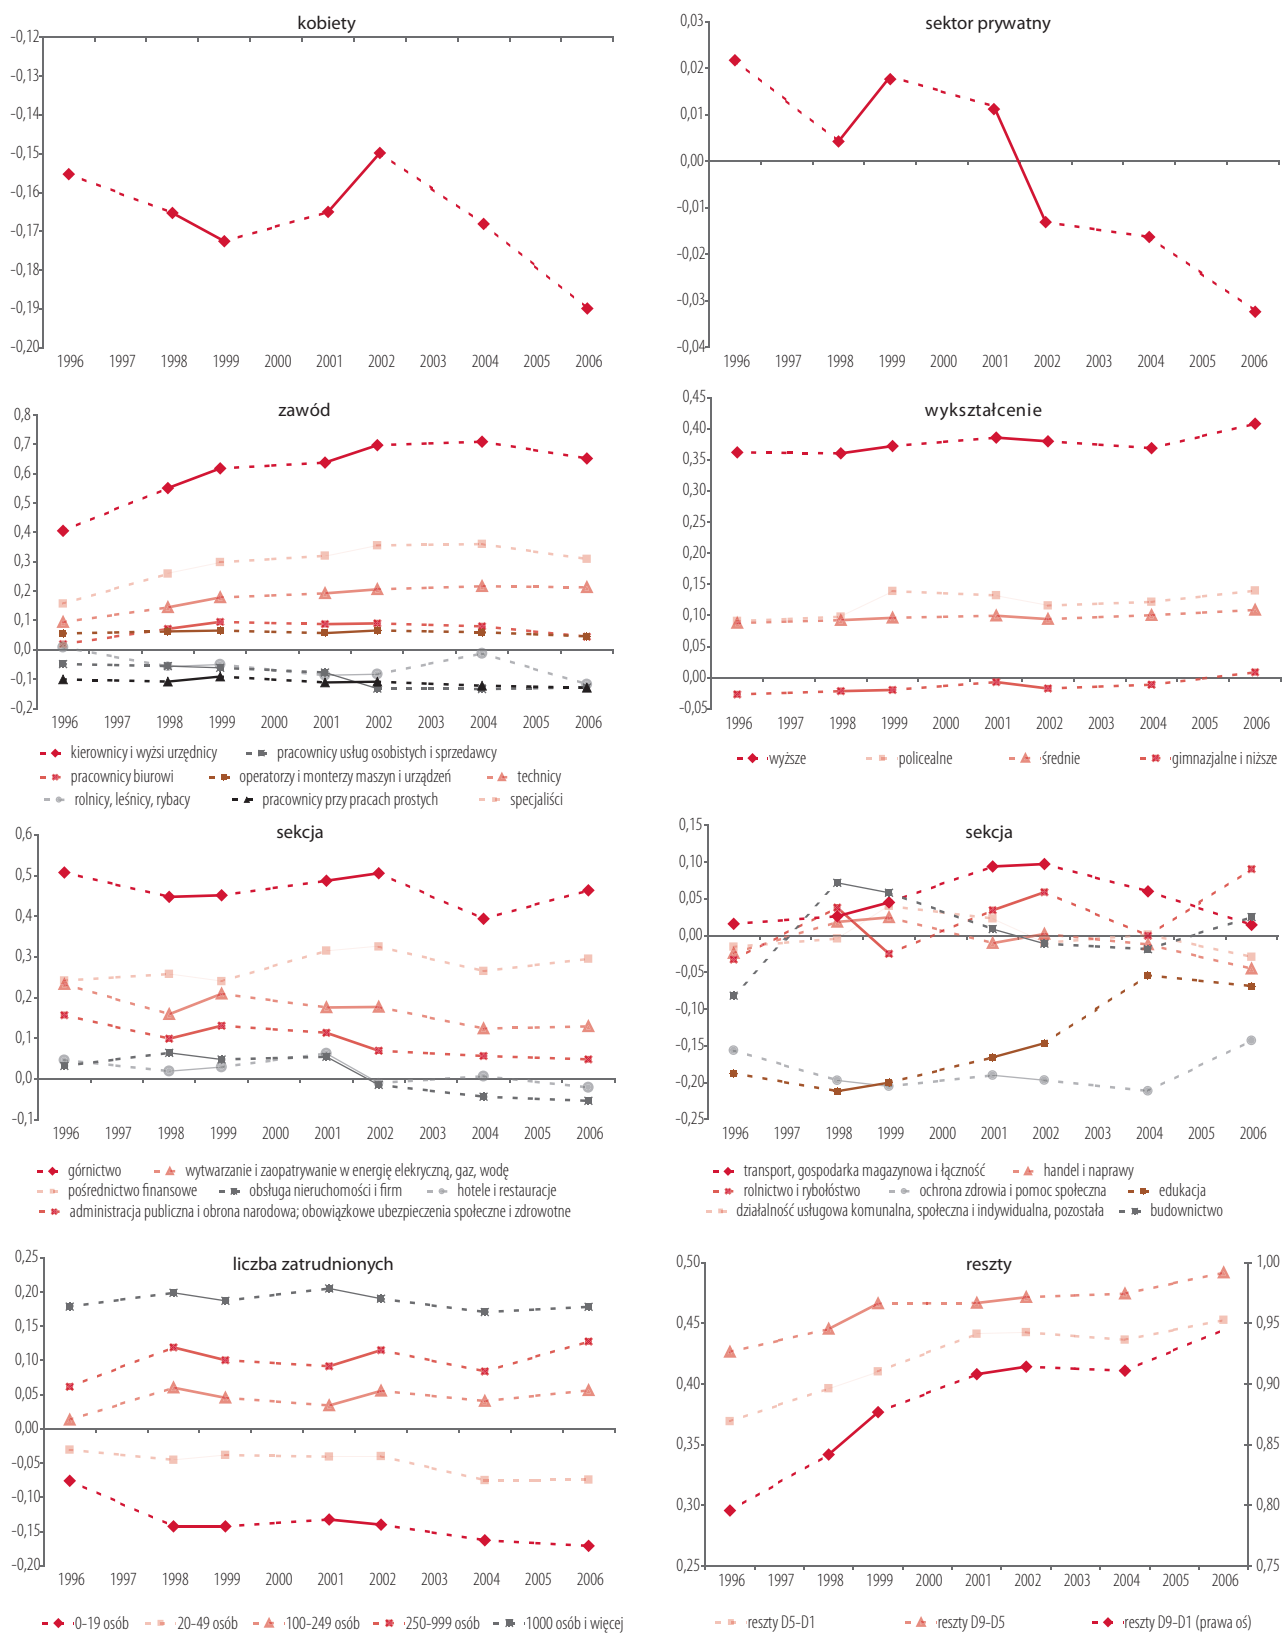 kobiety
-0,12
-0,13
-0,14
-0,15
-0,16
-0,17
-0,18
-0,19
-0,20
1996 1997 1998 1999 2000 2001 2002 2003 2004 2005 2006
sektor prywatny
0,03
0,02
0,01
0,00
-0,01
-0,02
-0,03
-0,04
1996 1997 1998 1999 2000 2001 2002 2003 2004 2005 2006
zawód
0,8
0,7
0,6
0,5
0,4
0,3
0,2
0,1
0,0
-0,1
-0,2
1996 1997 1998 1999 2000 2001 2002 2003 2004 2005 2006
kierownicy i wyżsi urzędnicy pracownicy usług osobistych i sprzedawcy
pracownicy biurowi operatorzy i monterzy maszyn i urządzeń technicy
rolnicy, leśnicy, rybacy pracownicy przy pracach prostych specjaliści
wykształcenie
0,45
0,40
0,35
0,30
0,25
0,20
0,15
0,10
0,05
0,00
-0,05
1996 1997 1998 1999 2000 2001 2002 2003 2004 2005 2006
wyższe policealne średnie gimnazjalne i niższe
sekcja
0,6
0,5
0,4
0,3
0,2
0,1
0,0
-0,1
1996 1997 1998 1999 2000 2001 2002 2003 2004 2005 2006
górnictwo wytwarzanie i zaopatrywanie w energię elekryczną, gaz, wodę
pośrednictwo finansowe obsługa nieruchomości i firm hotele i restauracje
administracja publiczna i obrona narodowa; obowiązkowe ubezpieczenia społeczne i zdrowotne
sekcja
0,15
0,10
0,05
0,00
-0,05
-0,10
-0,15
-0,20
-0,25
1996 1997 1998 1999 2000 2001 2002 2003 2004 2005 2006
transport, gospodarka magazynowa i łączność handel i naprawy
rolnictwo i rybołóstwo ochrona zdrowia i pomoc społeczna edukacja
działalność usługowa komunalna, społeczna i indywidualna, pozostała budownictwo
liczba zatrudnionych
0,25
0,20
0,15
0,10
0,05
0,00
-0,05
-0,10
-0,15
-0,20
1996 1997 1998 1999 2000 2001 2002 2003 2004 2005 2006
0-19 osób 20-49 osób 100-249 osób 250-999 osób 1000 osób i więcej
reszty
0,50
0,45
0,40
0,35
0,30
0,25
1,00
0,95
0,90
0,85
0,80
0,75
1996 1997 1998 1999 2000 2001 2002 2003 2004 2005 2006
reszty D5-D1 reszty D9-D5 reszty D9-D1 (prawa oś)